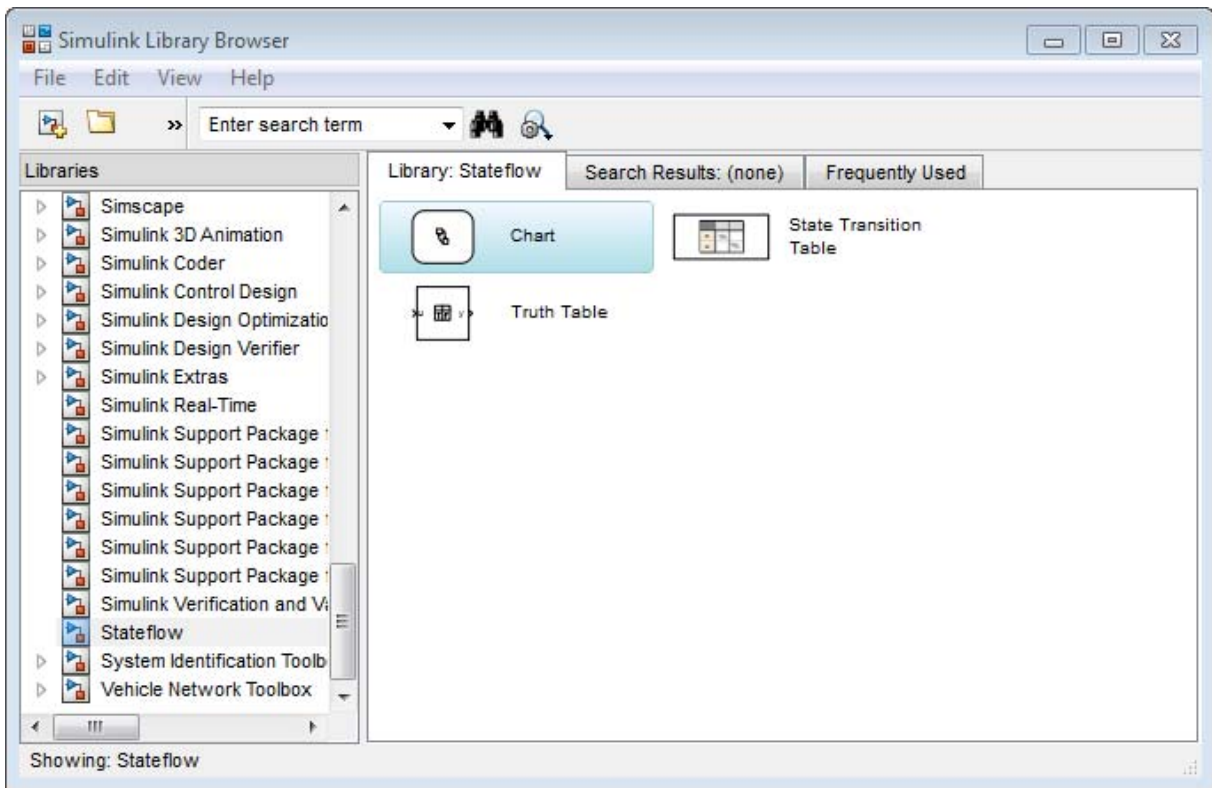 Simulink Library Browser
File Edit View Help
» Enter search term
Libraries
Library: Stateflow Search Results: (none) Frequently Used
Simscape
Simulink 3D Animation
Simulink Coder
Simulink Control Design
Simulink Design Optimizatio
Simulink Design Verifier
Simulink Extras
Simulink Real-Time
Simulink Support Package
Simulink Support Package
Simulink Support Package
Simulink Support Package
Simulink Support Package
Simulink Support Package
Simulink Verification and
Stateflow
System Identification Toolb
Vehicle Network Toolbox
Chart
State Transition
Table
Truth Table
Showing: Stateflow